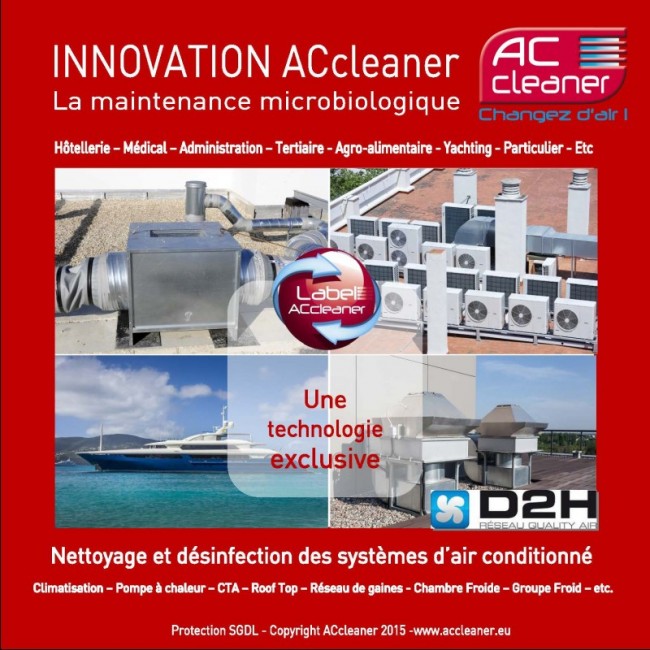 INNOVATION ACcleaner
La maintenance microbiologique
AC
cleaner
Changez d'air !
Hôtellerie – Médical – Administration – Tertiaire - Agro-alimentaire - Yachting - Particulier - Etc
Label
ACcleaner
Une
technologie
exclusive
D2H
RÉSEAU QUALITY AIR
Nettoyage et désinfection des systèmes d'air conditionné
Climatisation – Pompe à chaleur – CTA – Roof Top – Réseau de gaines - Chambre Froide – Groupe Froid – etc.
Protection SGDL - Copyright ACcleaner 2015 -www.accleaner.eu